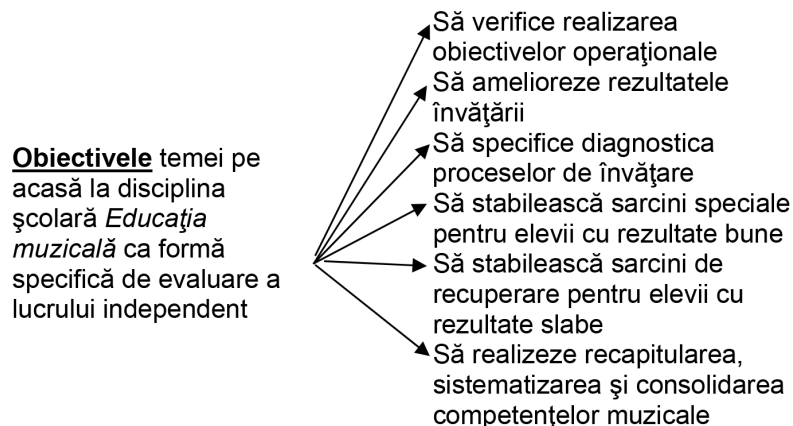 Obiectivele temei pe
acasă la disciplina
şcolară Educaţia
muzicală ca formă
specifică de evaluare a
lucrului independent
Să verifice realizarea
obiectivelor operaţionale
Să amelioreze rezultatele
învăţării
Să specifice diagnostica
proceselor de învăţare
Să stabilească sarcini speciale
pentru elevii cu rezultate bune
Să stabilească sarcini de
recuperare pentru elevii cu
rezultate slabe
Să realizeze recapitularea,
sistematizarea şi consolidarea
competenţelor muzicale